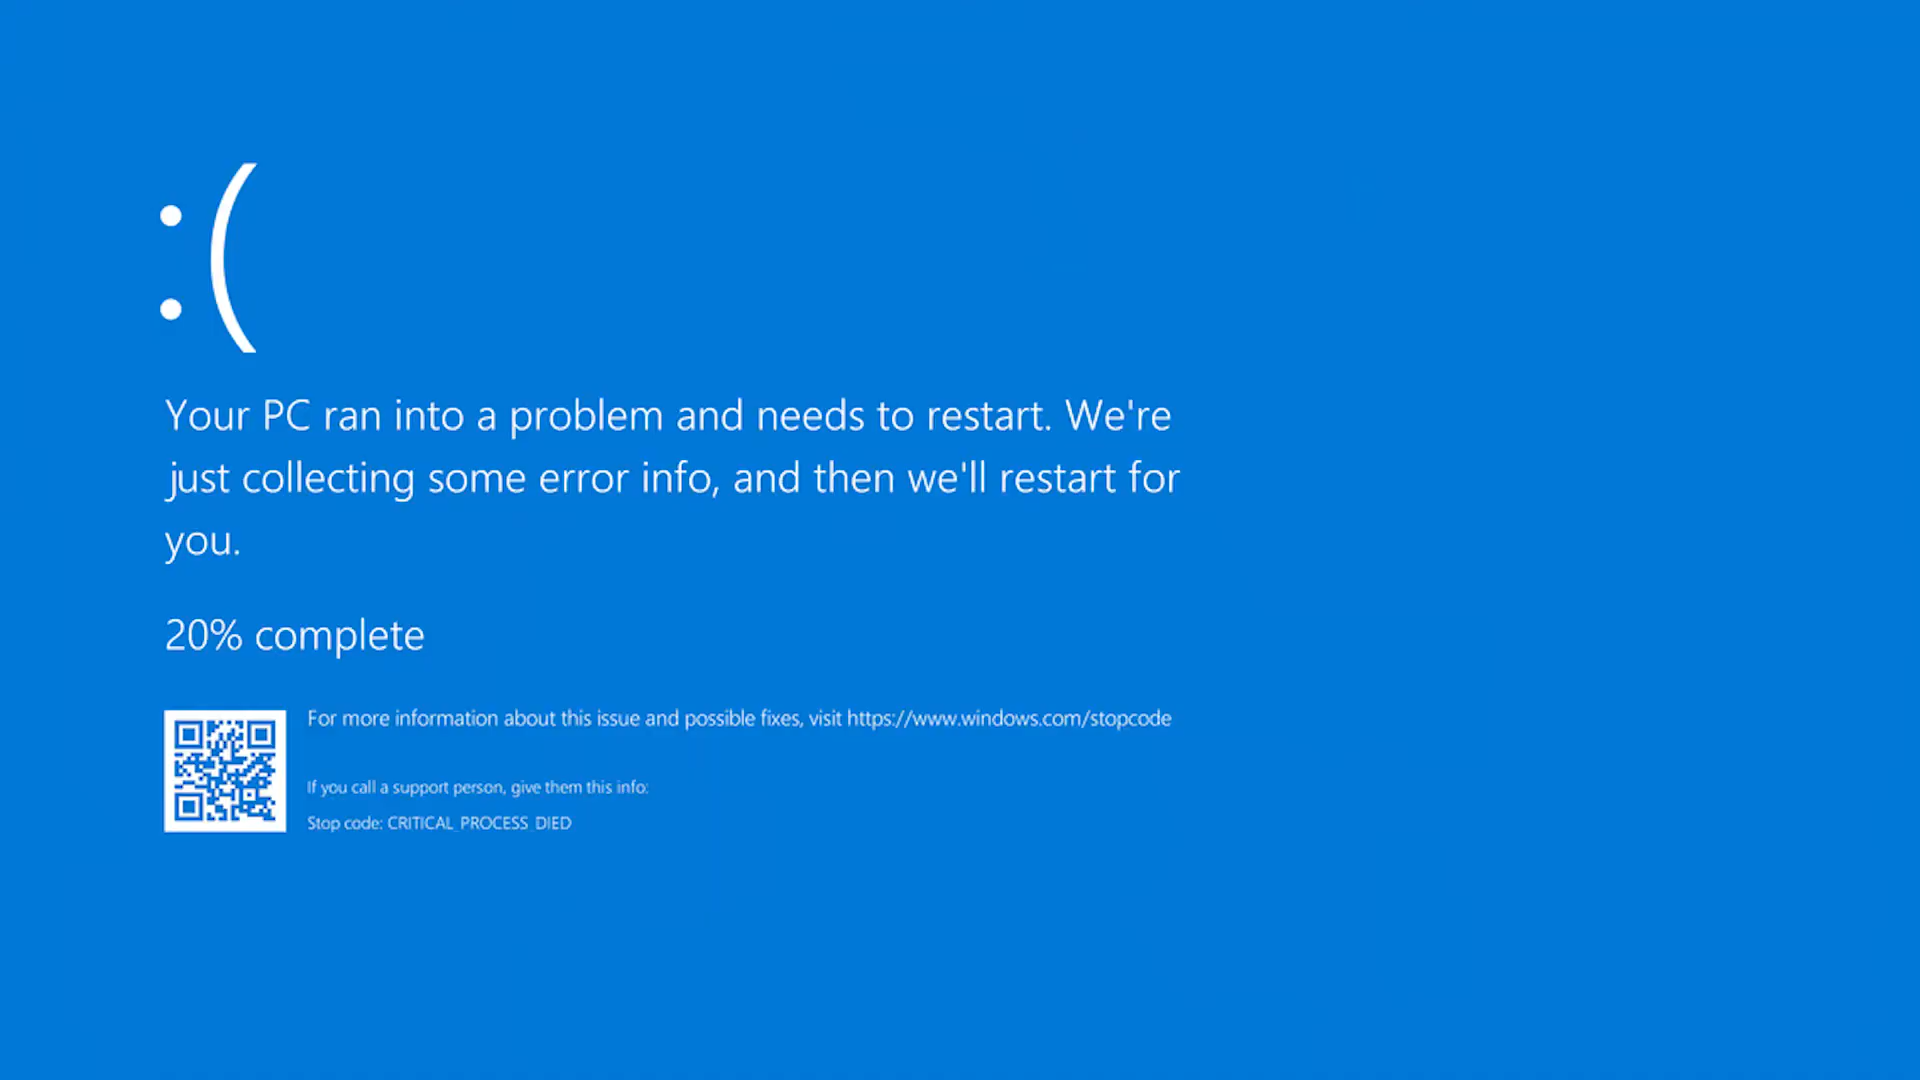 :(
Your PC ran into a problem and needs to restart. We're
just collecting some error info, and then we'll restart for
you.
20% complete
For more information about this issue and possible fixes, visit https://www.windows.com/stopcode
If you call a support person, give them this info:
Stop code: CRITICAL_PROCESS_DIED